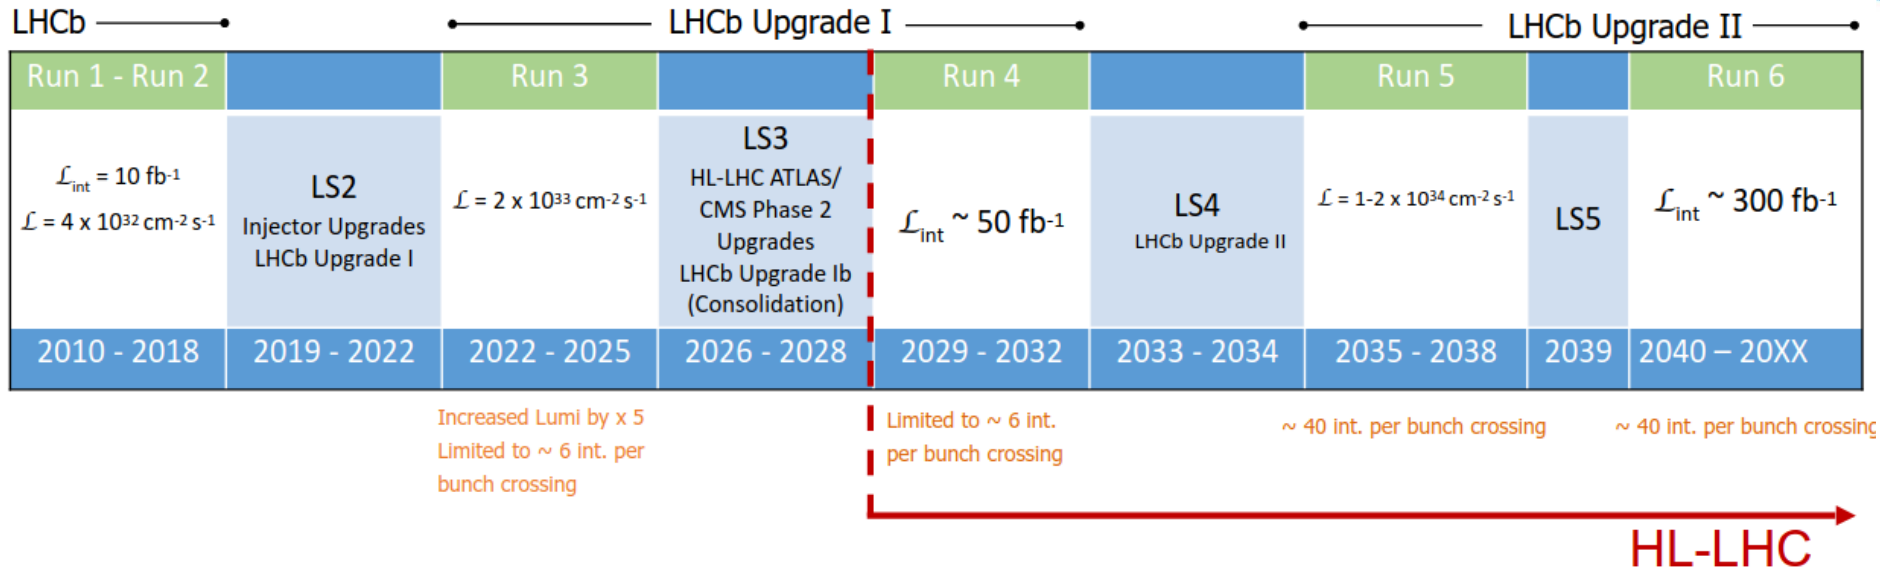 LHCb
LHCb Upgrade I
LHCb Upgrade II
Run 1 - Run 2
Run 3
Run 4
Run 5
Run 6
ℒint = 10 fb-1
ℒ = 4 x 10³² cm-2 s-1
LS2
Injector Upgrades
LHCb Upgrade I
ℒ = 2 x 10³³ cm-2 s-1
LS3
HL-LHC ATLAS/
CMS Phase 2
Upgrades
LHCb Upgrade Ib
(Consolidation)
ℒint ~ 50 fb-1
LS4
LHCb Upgrade II
ℒ = 1-2 x 10³⁴ cm-2 s-1
LS5
ℒint ~ 300 fb-1
2010 - 2018
2019 - 2022
2022 - 2025
2026 - 2028
2029 - 2032
2033 - 2034
2035 - 2038
2039
2040 – 20XX
Increased Lumi by x 5
Limited to ~ 6 int. per
bunch crossing
Limited to ~ 6 int.
per bunch crossing
~ 40 int. per bunch crossing
~ 40 int. per bunch crossing
HL-LHC